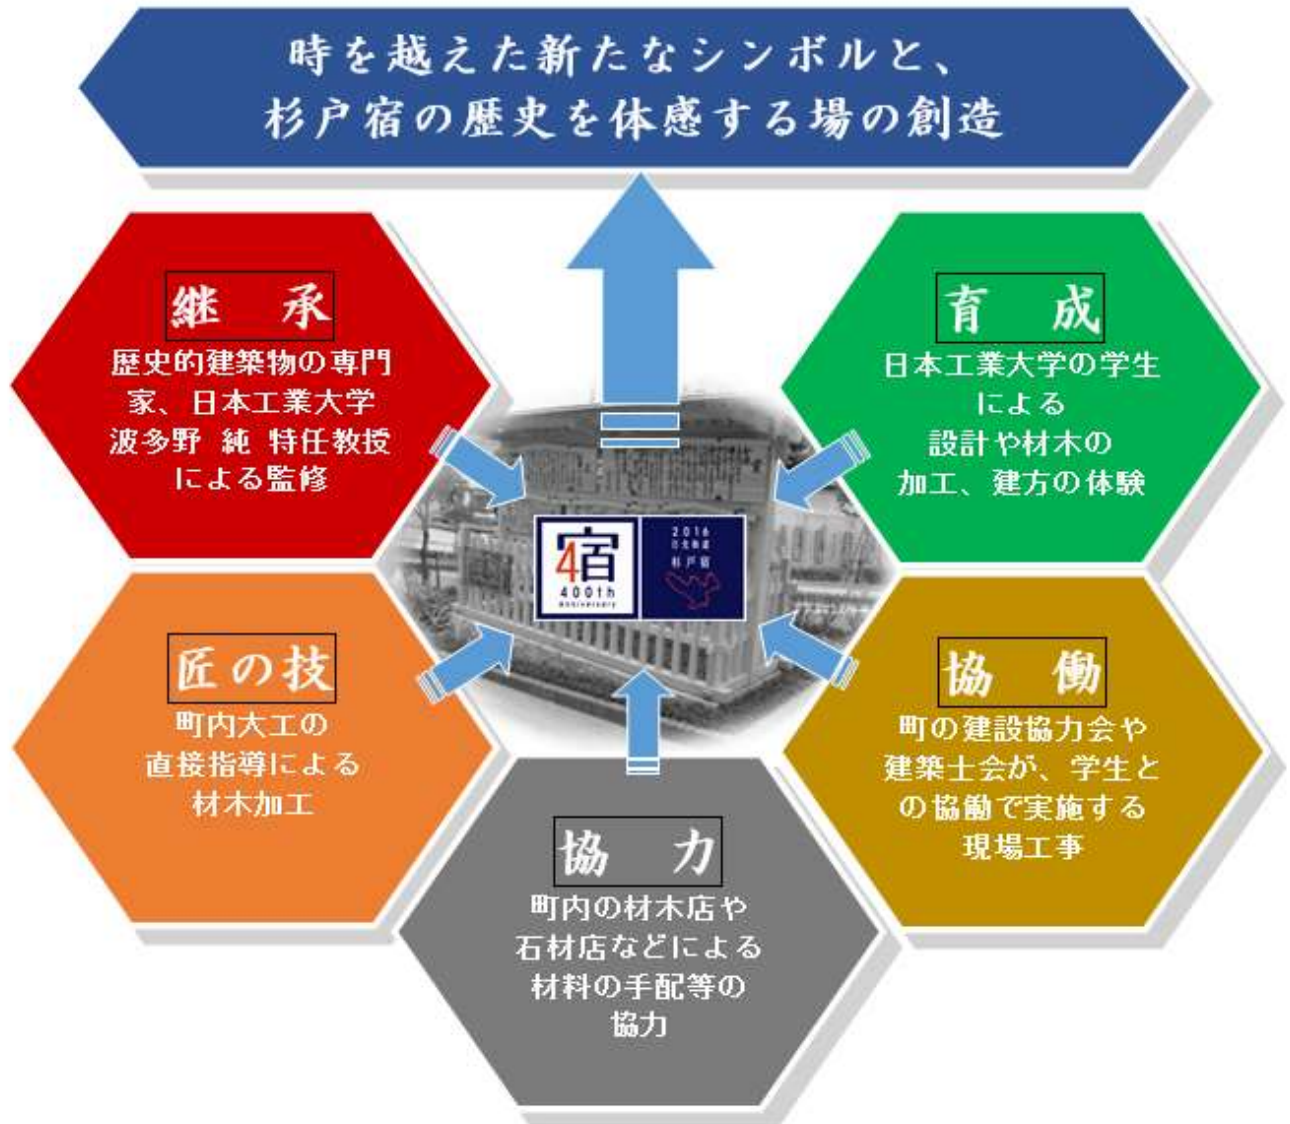 時を越えた新たなシンボルと、
杉戸宿の歴史を体感する場の創造
継 承
歴史的建築物の専門
家、日本工業大学
波多野 純 特任教授
による監修
育 成
日本工業大学の学生
による
設計や材木の
加工、建方の体験
宿
4
400th
Anniversary
2016
日光街道
杉戸宿
匠の技
町内大工の
直接指導による
材木加工
協 働
町の建設協力会や
建築士会が、学生と
の協働で実施する
現場工事
協 力
町内の材木店や
石材店などによる
材料の手配等の
協力